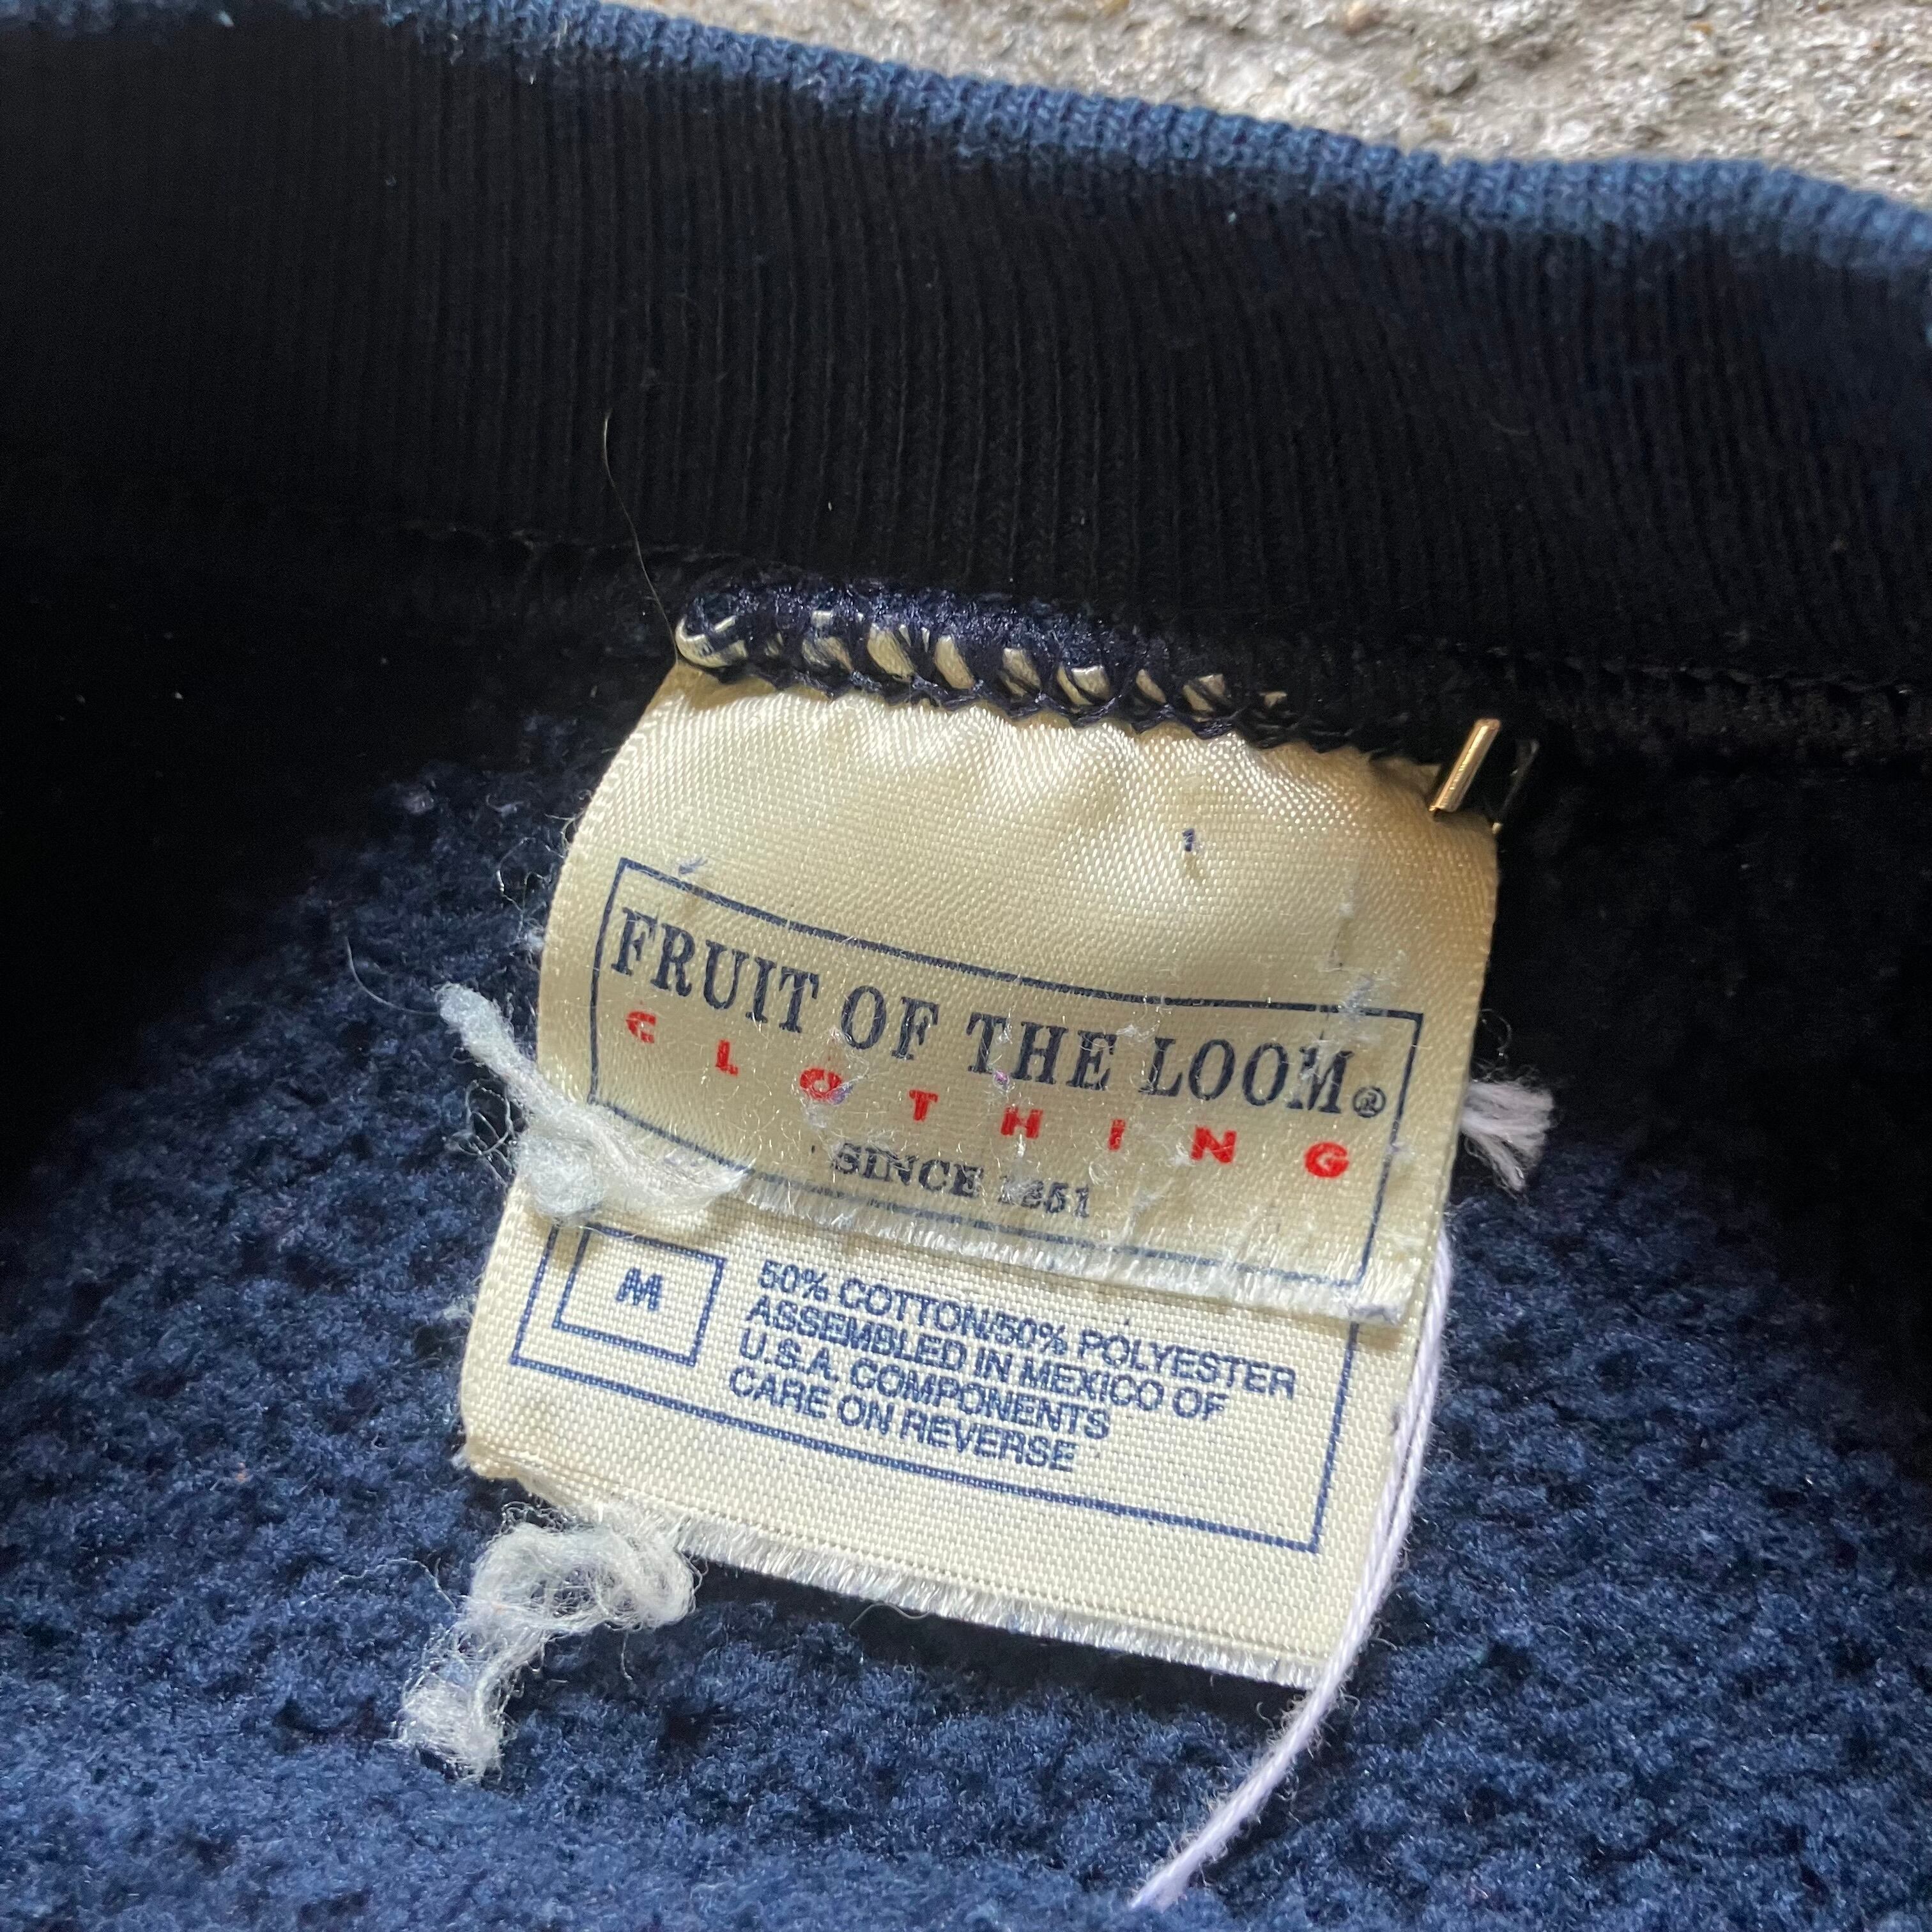 FRUIT OF THE LOOM®
CLOTHING
SINCE 1851
M
50% COTTON/50% POLYESTER
ASSEMBLED IN MEXICO OF
U.S.A. COMPONENTS
CARE ON REVERSE